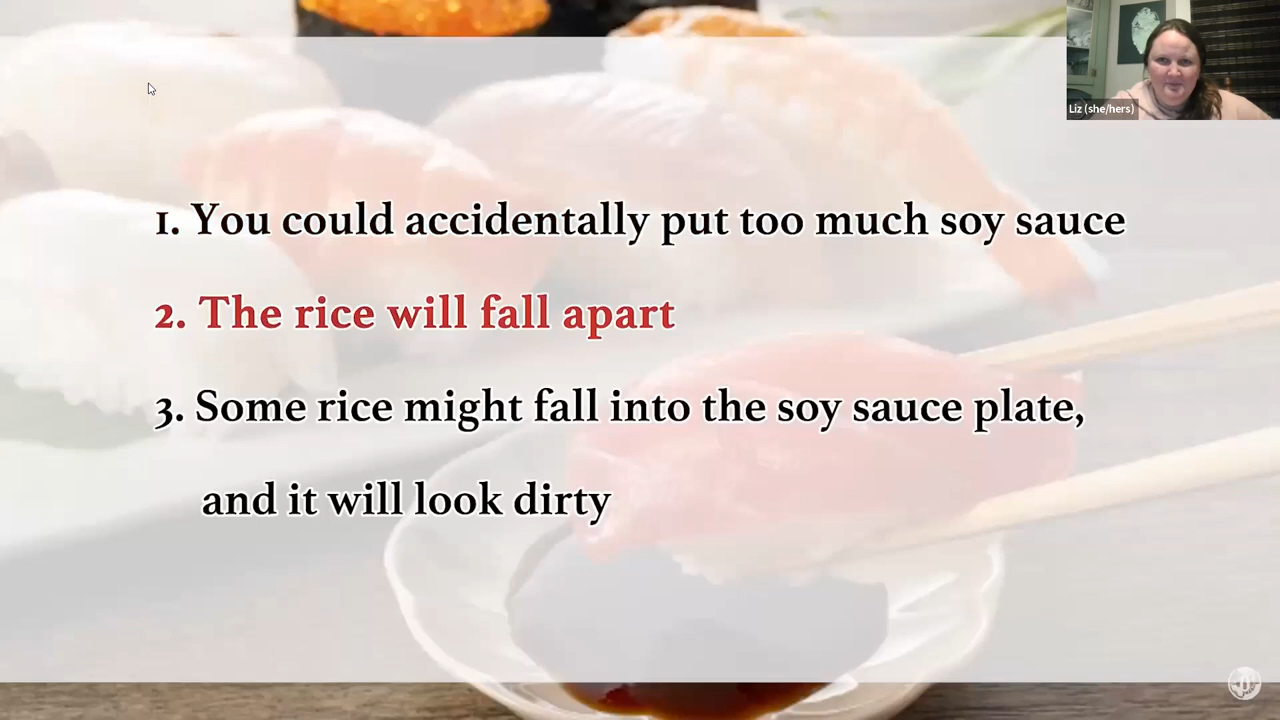 Liz (she/hers)
1. You could accidentally put too much soy sauce
2. The rice will fall apart
3. Some rice might fall into the soy sauce plate,
and it will look dirty